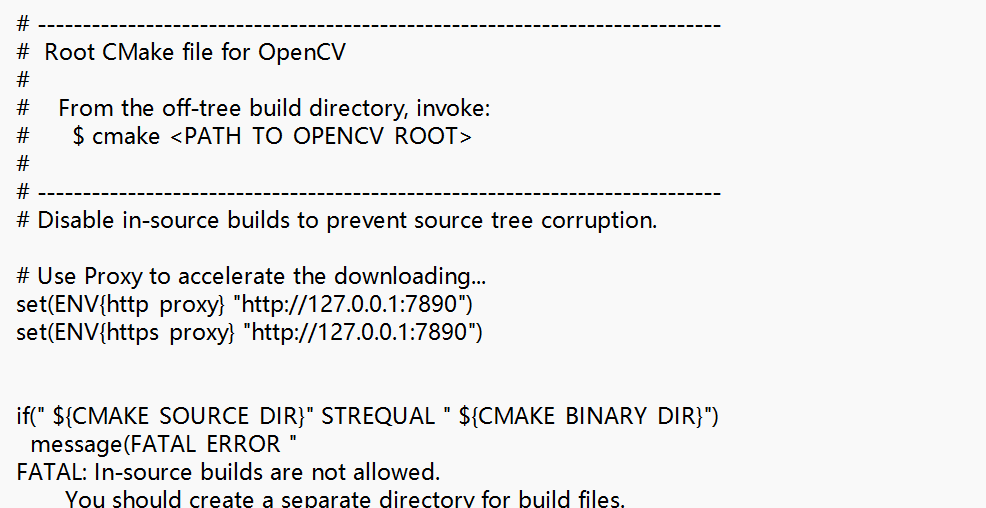 # ----------------------------------------------------------------------------
#  Root CMake file for OpenCV
#
#    From the off-tree build directory, invoke:
#      $ cmake <PATH TO OPENCV ROOT>
#
# ----------------------------------------------------------------------------
# Disable in-source builds to prevent source tree corruption.
# Use Proxy to accelerate the downloading...
set(ENV{http proxy} "http://127.0.0.1:7890")
set(ENV{https proxy} "http://127.0.0.1:7890")
if(" ${CMAKE SOURCE DIR}" STREQUAL " ${CMAKE BINARY DIR}")
  message(FATAL ERROR "
FATAL: In-source builds are not allowed.
       You should create a separate directory for build files.